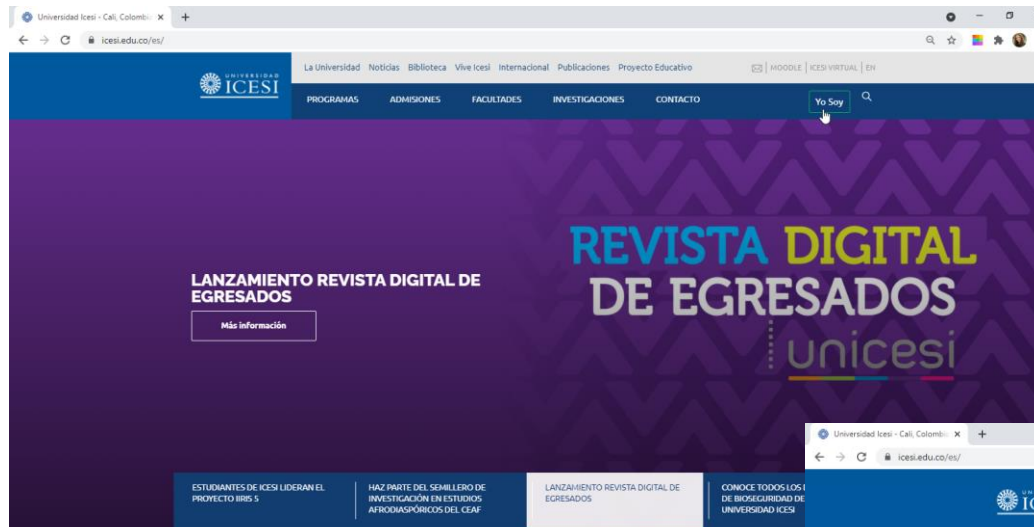 Universidad Icesi - Cali, Colombi
icesi.edu.co/es/
UNIVERSIDAD
ICESI
La Universidad Noticias Biblioteca Vive Icesi Internacional Publicaciones Proyecto Educativo
MOODLE | ICESI VIRTUAL | EN
PROGRAMAS ADMISIONES FACULTADES INVESTIGACIONES CONTACTO
Yo Soy
LANZAMIENTO REVISTA DIGITAL DE
EGRESADOS
Más información
REVISTA DIGITAL
DE EGRESADOS
unicesi
ESTUDIANTES DE ICESI LIDERAN EL
PROYECTO IIRIS 5
HAZ PARTE DEL SEMILLERO DE
INVESTIGACIÓN EN ESTUDIOS
AFRODIASPÓRICOS DEL CEAF
LANZAMIENTO REVISTA DIGITAL DE
EGRESADOS
CONOCE TODOS LOS
DE BIOSEGURIDAD DE
UNIVERSIDAD ICESI
Universidad Icesi - Cali, Colombi
icesi.edu.co/es/